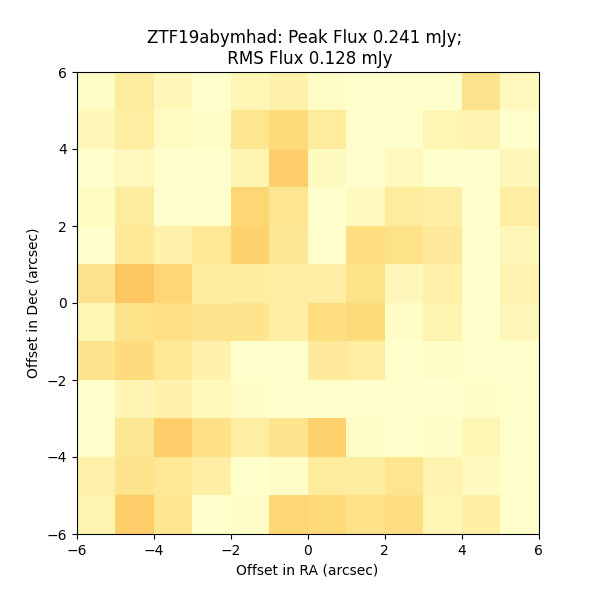 ZTF19abymhad: Peak Flux 0.241 mJy;
RMS Flux 0.128 mJy
6
4
2
0
−2
−4
−6
Offset in Dec (arcsec)
−6 −4 −2 0 2 4 6
Offset in RA (arcsec)